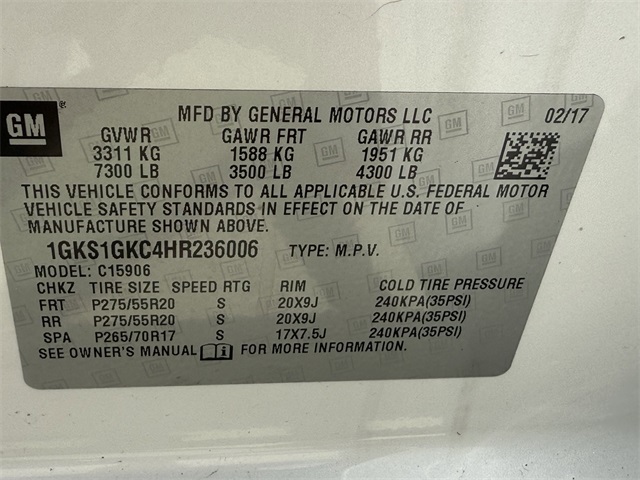 GM
MFD BY GENERAL MOTORS LLC 02/17
GVWR GAWR FRT GAWR RR
3311 KG 1588 KG 1951 KG
7300 LB 3500 LB 4300 LB
THIS VEHICLE CONFORMS TO ALL APPLICABLE U.S. FEDERAL MOTOR
VEHICLE SAFETY STANDARDS IN EFFECT ON THE DATE OF
MANUFACTURE SHOWN ABOVE.
1GKS1GKC4HR236006 TYPE: M.P.V.
MODEL: C15906
CHKZ TIRE SIZE SPEED RTG RIM COLD TIRE PRESSURE
FRT P275/55R20 S 20X9J 240KPA(35PSI)
RR P275/55R20 S 20X9J 240KPA(35PSI)
SPA P265/70R17 S 17X7.5J 240KPA(35PSI)
SEE OWNER'S MANUAL FOR MORE INFORMATION.